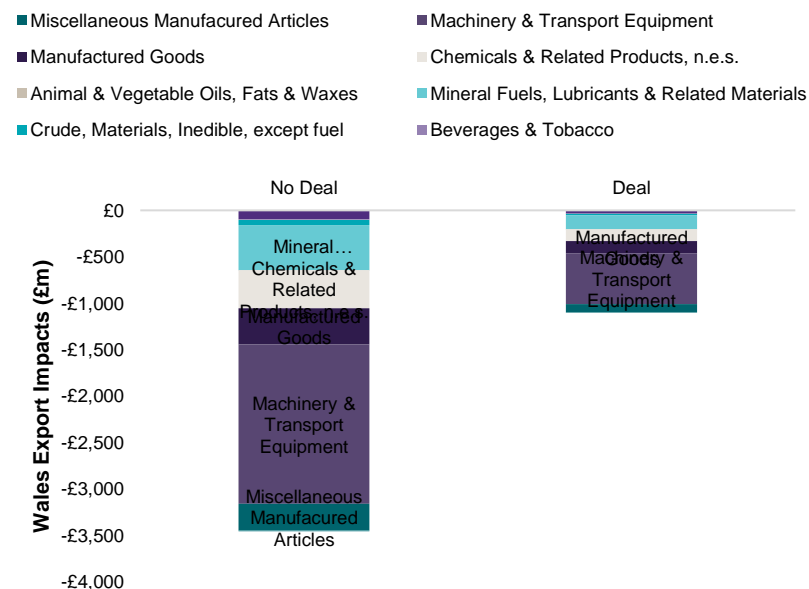 Miscellaneous Manufacured Articles
Machinery & Transport Equipment
Manufactured Goods
Chemicals & Related Products, n.e.s.
Animal & Vegetable Oils, Fats & Waxes
Mineral Fuels, Lubricants & Related Materials
Crude, Materials, Inedible, except fuel
Beverages & Tobacco
No Deal
Deal
Wales Export Impacts (£m)
£0
-£500
-£1,000
-£1,500
-£2,000
-£2,500
-£3,000
-£3,500
-£4,000
Mineral…
Chemicals &
Related
Products, n.e.s.
Manufactured
Goods
Machinery &
Transport
Equipment
Miscellaneous
Manufacured
Articles
Manufactured
Goods
Machinery &
Transport
Equipment